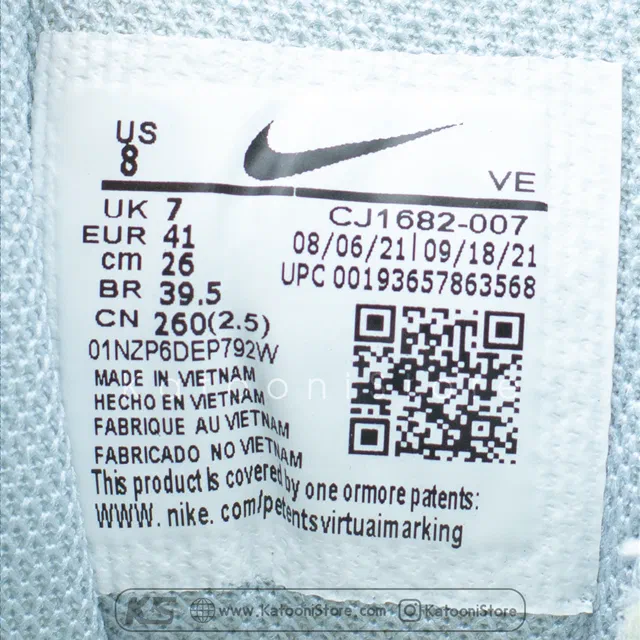 US
8
VE
UK 7
EUR 41
cm 26
BR 39.5
CN 260(2.5)
CJ1682-007
08/06/21|09/18/21
UPC 00193657863568
01NZP6DEP792W
MADE IN VIETNAM
HECHO EN VIETNAM
FABRIQUE AU VIETNAM
FABRICADO NO VIETNAM
This product is covered by one ormore patents:
WWW. nike. com/petentsvirtuaimarking
KS www.KatooniStore.com KatooniStore